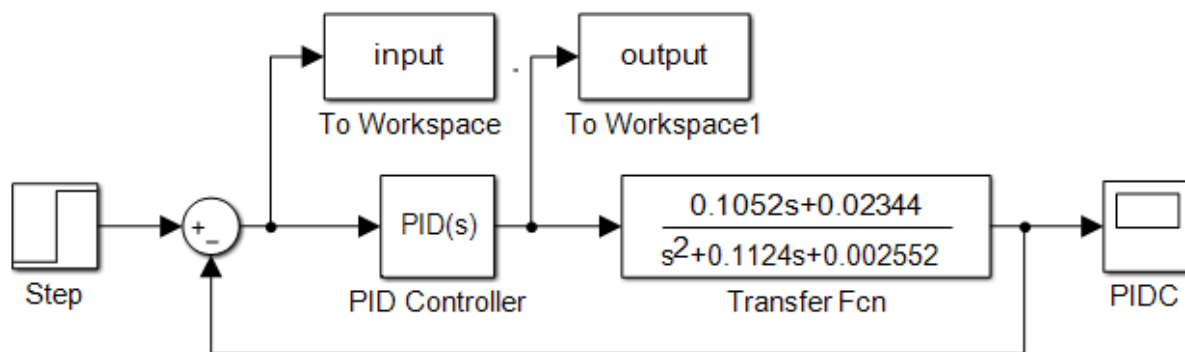 input
output
To Workspace
To Workspace1
+
−
PID(s)
0.1052s+0.02344
s²+0.1124s+0.002552
Step
PID Controller
Transfer Fcn
PIDC